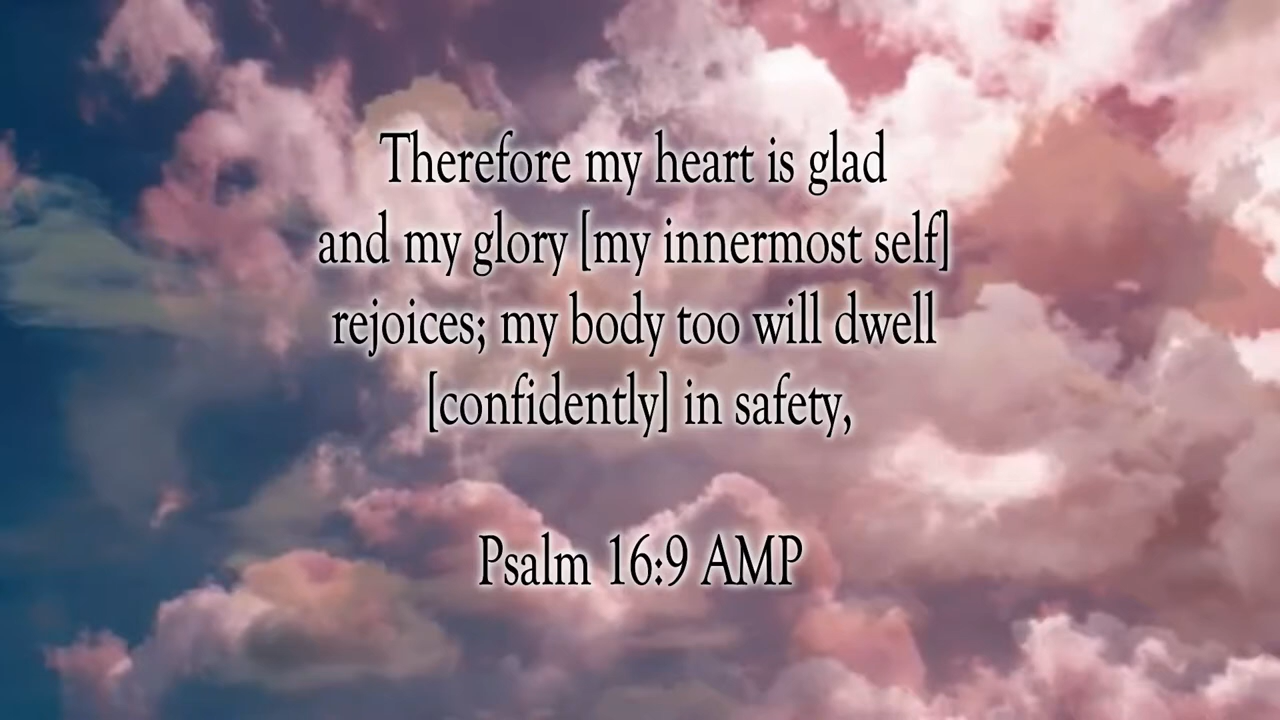 Therefore my heart is glad
and my glory [my innermost self]
rejoices; my body too will dwell
[confidently] in safety,
Psalm 16:9 AMP